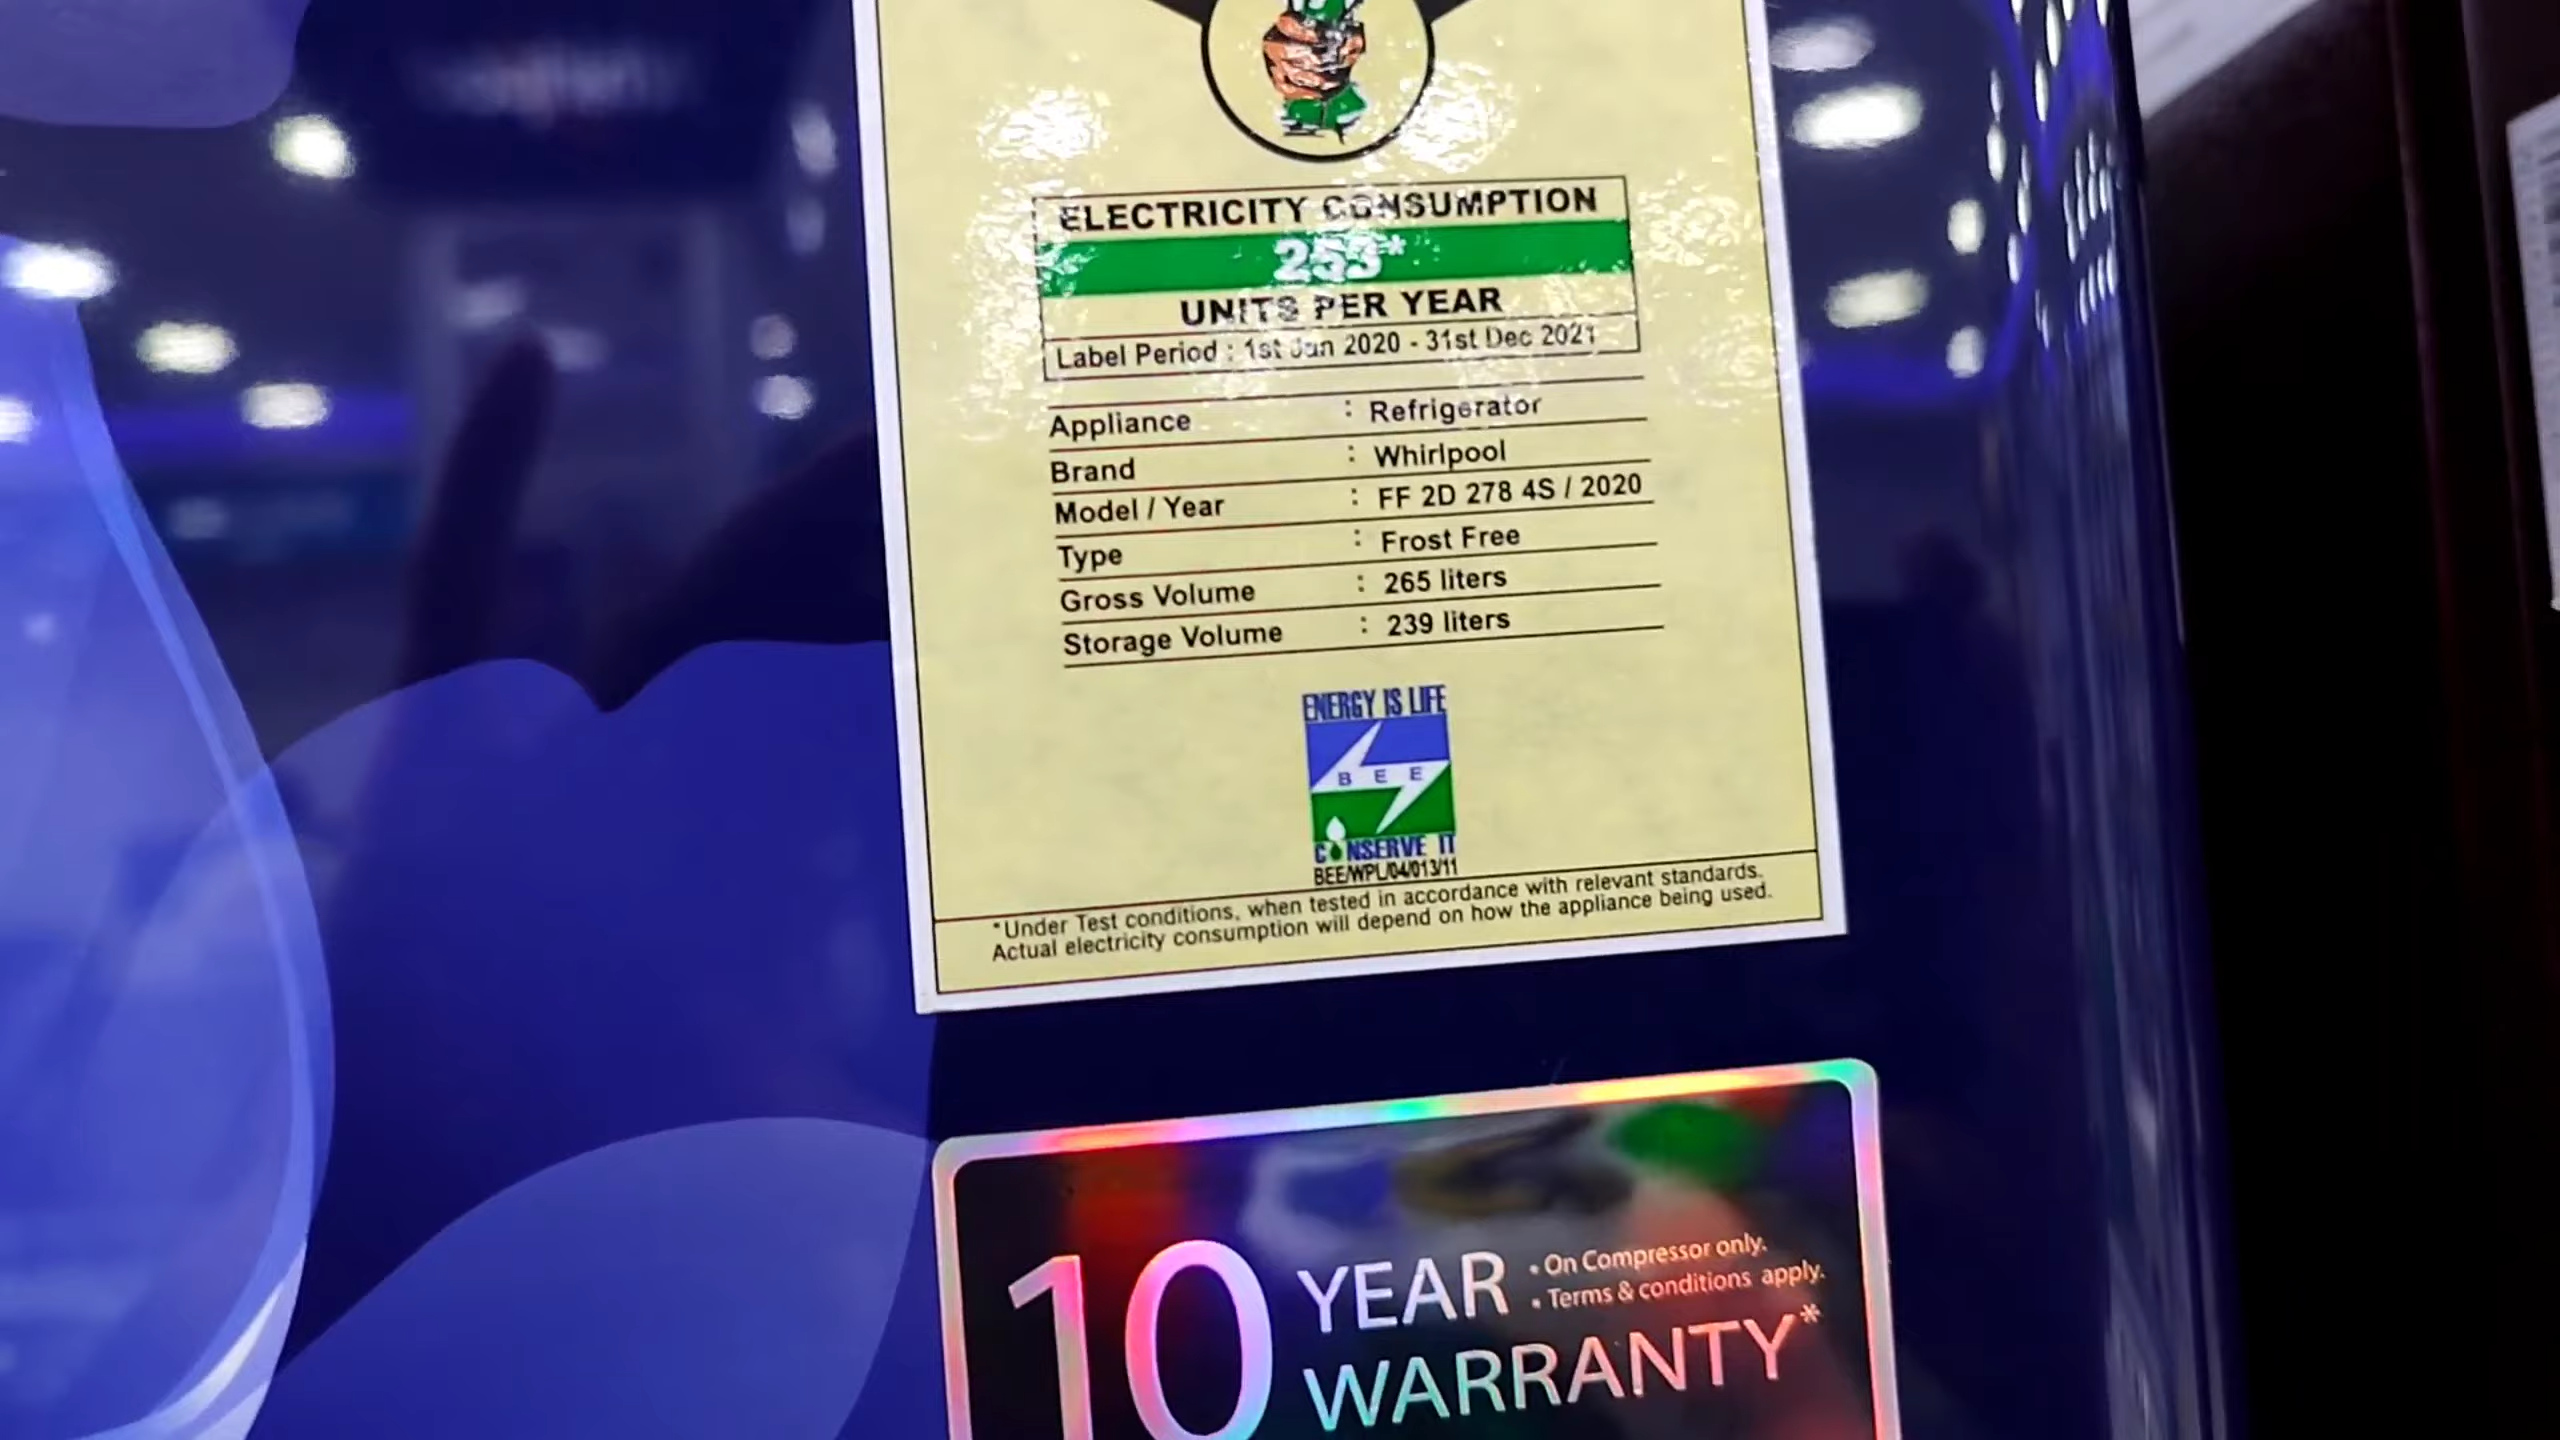 ELECTRICITY CONSUMPTION
253*
UNITS PER YEAR
Label Period : 1st Jan 2020 - 31st Dec 2021
Appliance : Refrigerator
Brand : Whirlpool
Model / Year : FF 2D 278 4S / 2020
Type : Frost Free
Gross Volume : 265 liters
Storage Volume : 239 liters
ENERGY IS LIFE
BEE
CONSERVE IT
BEE/WPL/04/013/11
*Under Test conditions, when tested in accordance with relevant standards.
Actual electricity consumption will depend on how the appliance being used.
10 YEAR WARRANTY*
• On Compressor only.
• Terms & conditions apply.